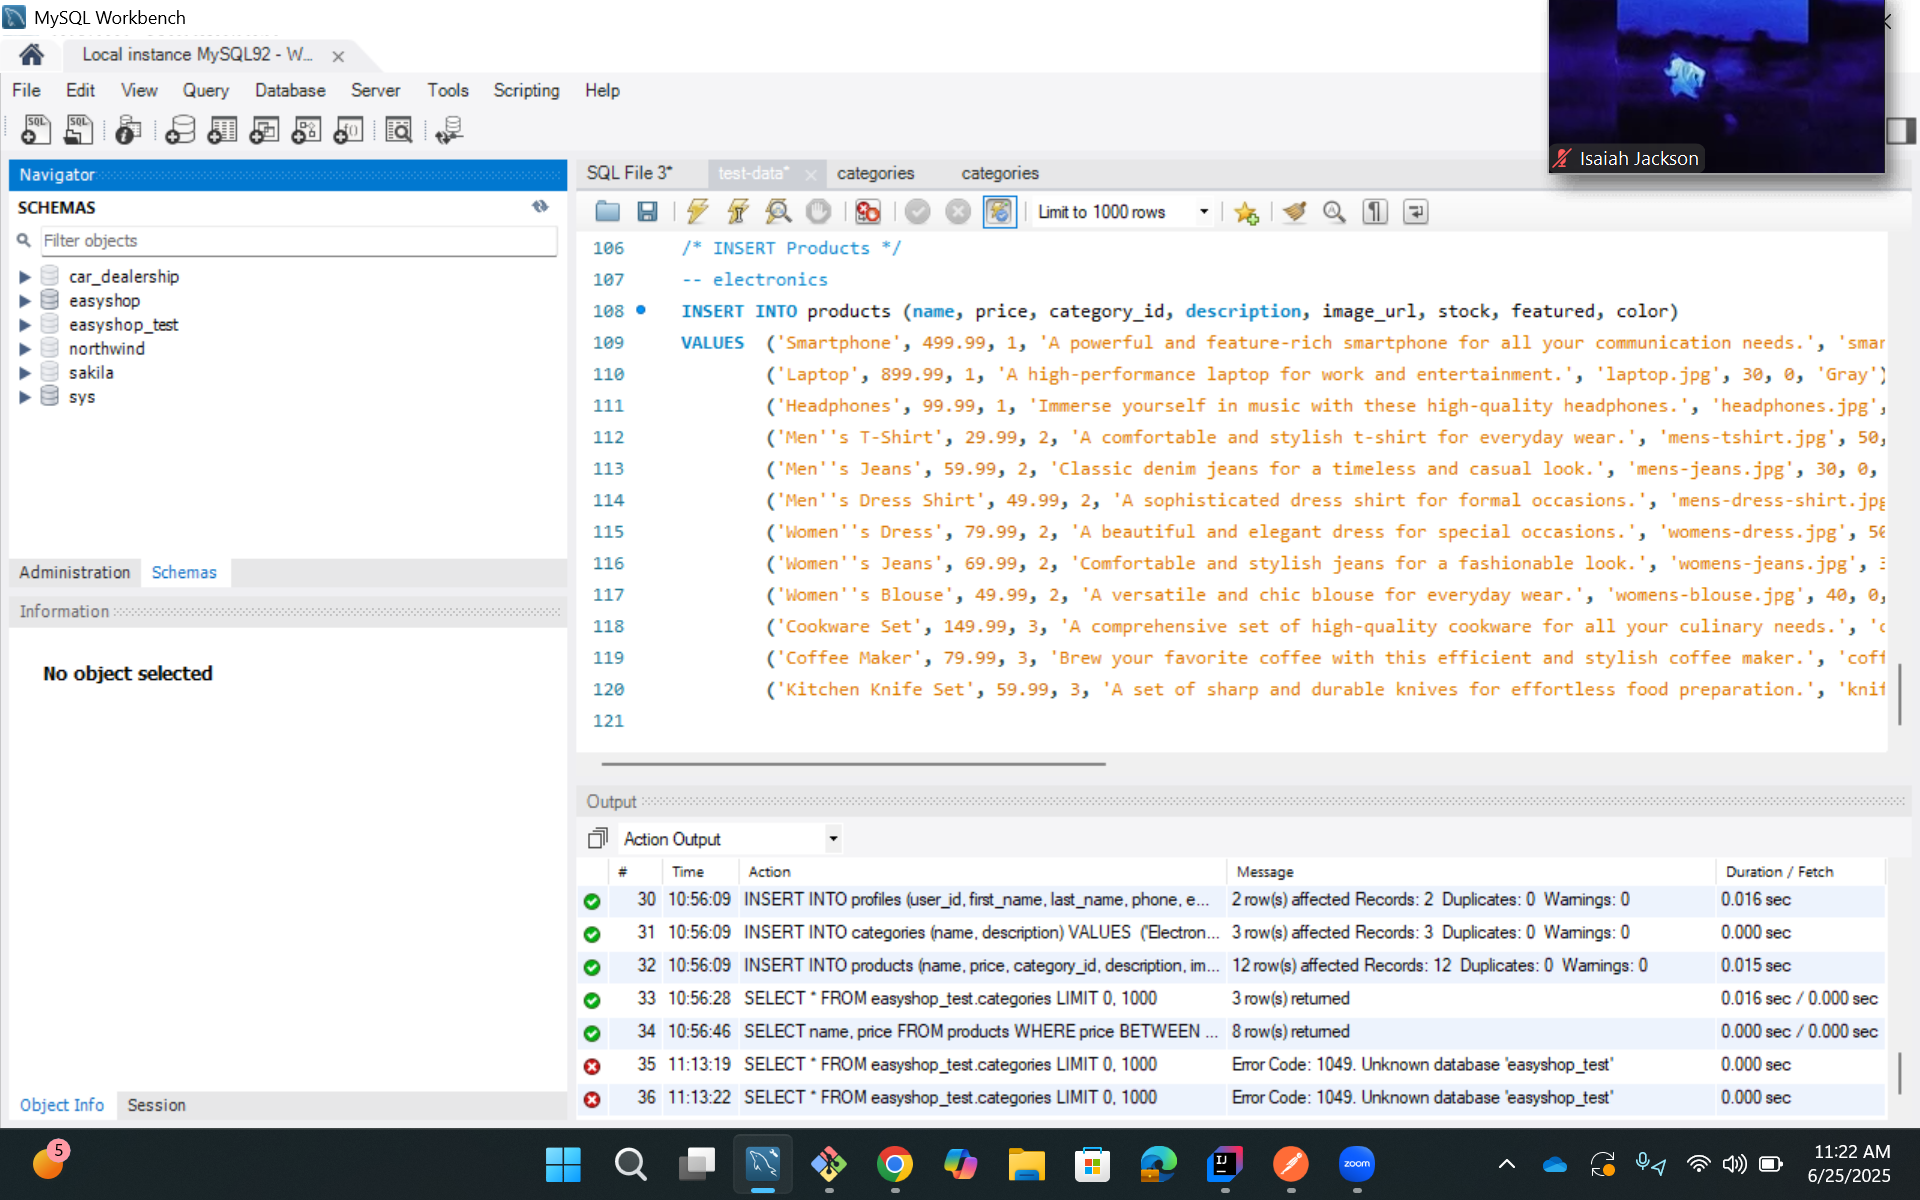 MySQL Workbench
Local instance MySQL92 - W...
File Edit View Query Database Server Tools Scripting Help
Isaiah Jackson
Navigator
SCHEMAS
Filter objects
car_dealership
easyshop
easyshop_test
northwind
sakila
sys
Administration Schemas
Information
No object selected
Object Info Session
SQL File 3* test-data* categories categories
Limit to 1000 rows
106 /* INSERT Products */
107 -- electronics
108 INSERT INTO products (name, price, category_id, description, image_url, stock, featured, color)
109 VALUES ('Smartphone', 499.99, 1, 'A powerful and feature-rich smartphone for all your communication needs.', 'smar
110 ('Laptop', 899.99, 1, 'A high-performance laptop for work and entertainment.', 'laptop.jpg', 30, 0, 'Gray')
111 ('Headphones', 99.99, 1, 'Immerse yourself in music with these high-quality headphones.', 'headphones.jpg',
112 ('Men''s T-Shirt', 29.99, 2, 'A comfortable and stylish t-shirt for everyday wear.', 'mens-tshirt.jpg', 50,
113 ('Men''s Jeans', 59.99, 2, 'Classic denim jeans for a timeless and casual look.', 'mens-jeans.jpg', 30, 0,
114 ('Men''s Dress Shirt', 49.99, 2, 'A sophisticated dress shirt for formal occasions.', 'mens-dress-shirt.jpg
115 ('Women''s Dress', 79.99, 2, 'A beautiful and elegant dress for special occasions.', 'womens-dress.jpg', 50
116 ('Women''s Jeans', 69.99, 2, 'Comfortable and stylish jeans for a fashionable look.', 'womens-jeans.jpg', 3
117 ('Women''s Blouse', 49.99, 2, 'A versatile and chic blouse for everyday wear.', 'womens-blouse.jpg', 40, 0,
118 ('Cookware Set', 149.99, 3, 'A comprehensive set of high-quality cookware for all your culinary needs.', 'c
119 ('Coffee Maker', 79.99, 3, 'Brew your favorite coffee with this efficient and stylish coffee maker.', 'coff
120 ('Kitchen Knife Set', 59.99, 3, 'A set of sharp and durable knives for effortless food preparation.', 'knif
121
Output
Action Output
# Time Action Message Duration / Fetch
30 10:56:09 INSERT INTO profiles (user_id, first_name, last_name, phone, e... 2 row(s) affected Records: 2 Duplicates: 0 Warnings: 0 0.016 sec
31 10:56:09 INSERT INTO categories (name, description) VALUES ('Electron... 3 row(s) affected Records: 3 Duplicates: 0 Warnings: 0 0.000 sec
32 10:56:09 INSERT INTO products (name, price, category_id, description, im... 12 row(s) affected Records: 12 Duplicates: 0 Warnings: 0 0.015 sec
33 10:56:28 SELECT * FROM easyshop_test.categories LIMIT 0, 1000 3 row(s) returned 0.016 sec / 0.000 sec
34 10:56:46 SELECT name, price FROM products WHERE price BETWEEN ... 8 row(s) returned 0.000 sec / 0.000 sec
35 11:13:19 SELECT * FROM easyshop_test.categories LIMIT 0, 1000 Error Code: 1049. Unknown database 'easyshop_test' 0.000 sec
36 11:13:22 SELECT * FROM easyshop_test.categories LIMIT 0, 1000 Error Code: 1049. Unknown database 'easyshop_test' 0.000 sec
5
zoom
11:22 AM
6/25/2025